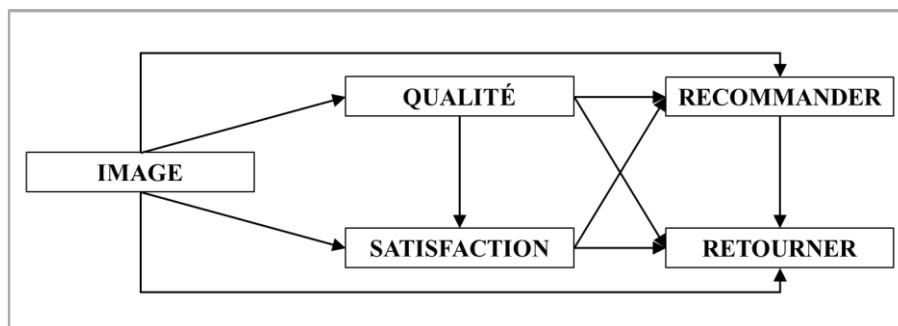 QUALITÉ
RECOMMANDER
IMAGE
SATISFACTION
RETOURNER